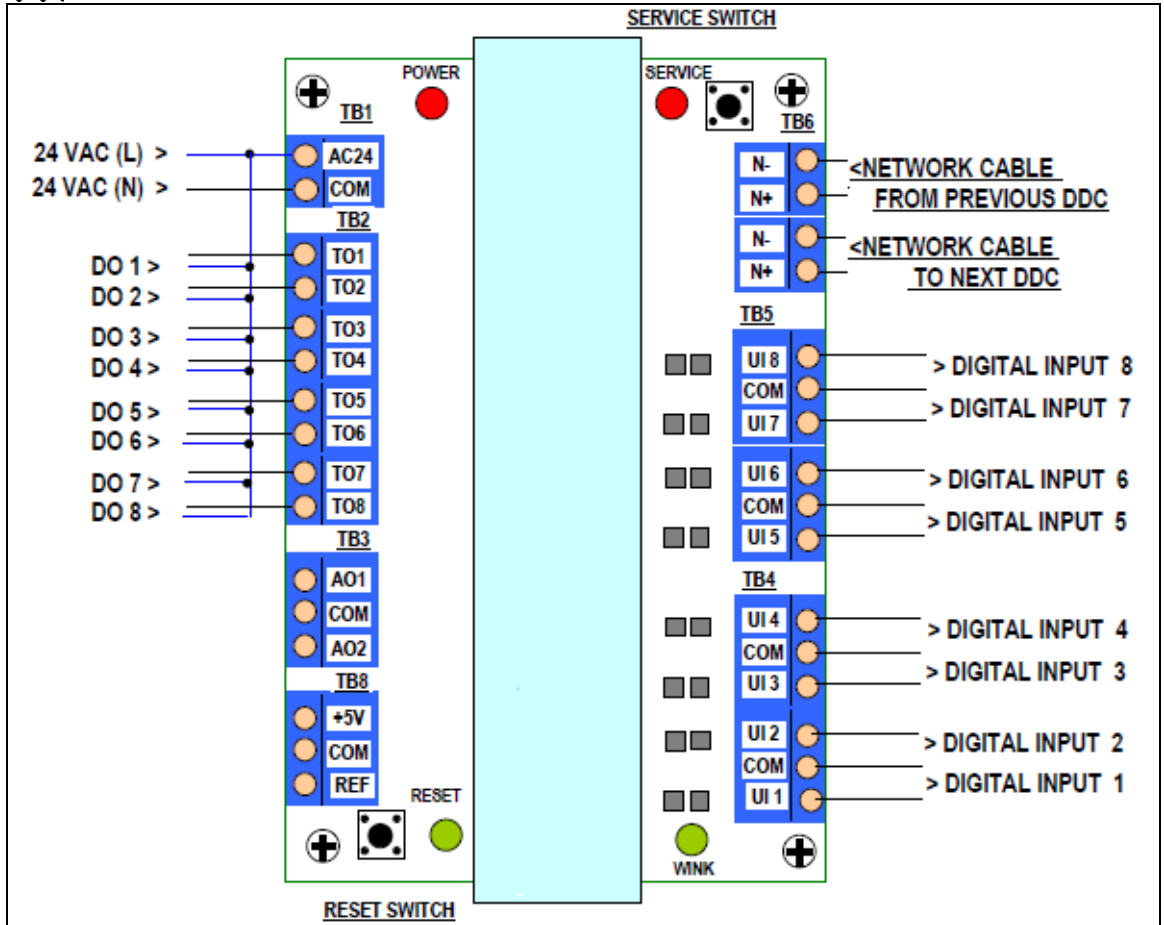 SERVICE SWITCH
POWER
SERVICE
TB1
TB6
24 VAC (L) >
AC24
24 VAC (N) >
COM
N-
N+
<NETWORK CABLE
FROM PREVIOUS DDC
TB2
N-
N+
<NETWORK CABLE
TO NEXT DDC
DO 1 >
TO1
DO 2 >
TO2
DO 3 >
TO3
DO 4 >
TO4
DO 5 >
TO5
DO 6 >
TO6
DO 7 >
TO7
DO 8 >
TO8
TB5
UI 8
> DIGITAL INPUT 8
COM
UI 7
> DIGITAL INPUT 7
UI 6
> DIGITAL INPUT 6
COM
UI 5
> DIGITAL INPUT 5
TB3
AO1
COM
AO2
TB4
UI 4
> DIGITAL INPUT 4
COM
UI 3
> DIGITAL INPUT 3
TB8
+5V
COM
REF
UI 2
> DIGITAL INPUT 2
COM
UI 1
> DIGITAL INPUT 1
RESET
WINK
RESET SWITCH